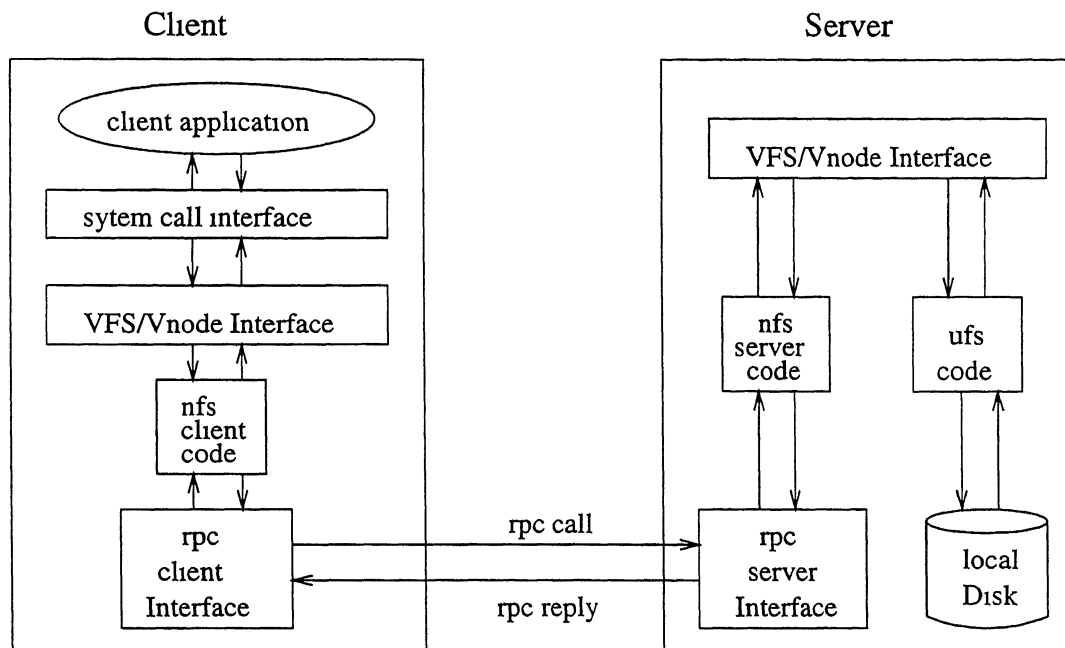 Client
Server
client application
sytem call interface
VFS/Vnode Interface
nfs
client
code
rpc
client
Interface
rpc call
rpc reply
VFS/Vnode Interface
nfs
server
code
ufs
code
rpc
server
Interface
local
Disk